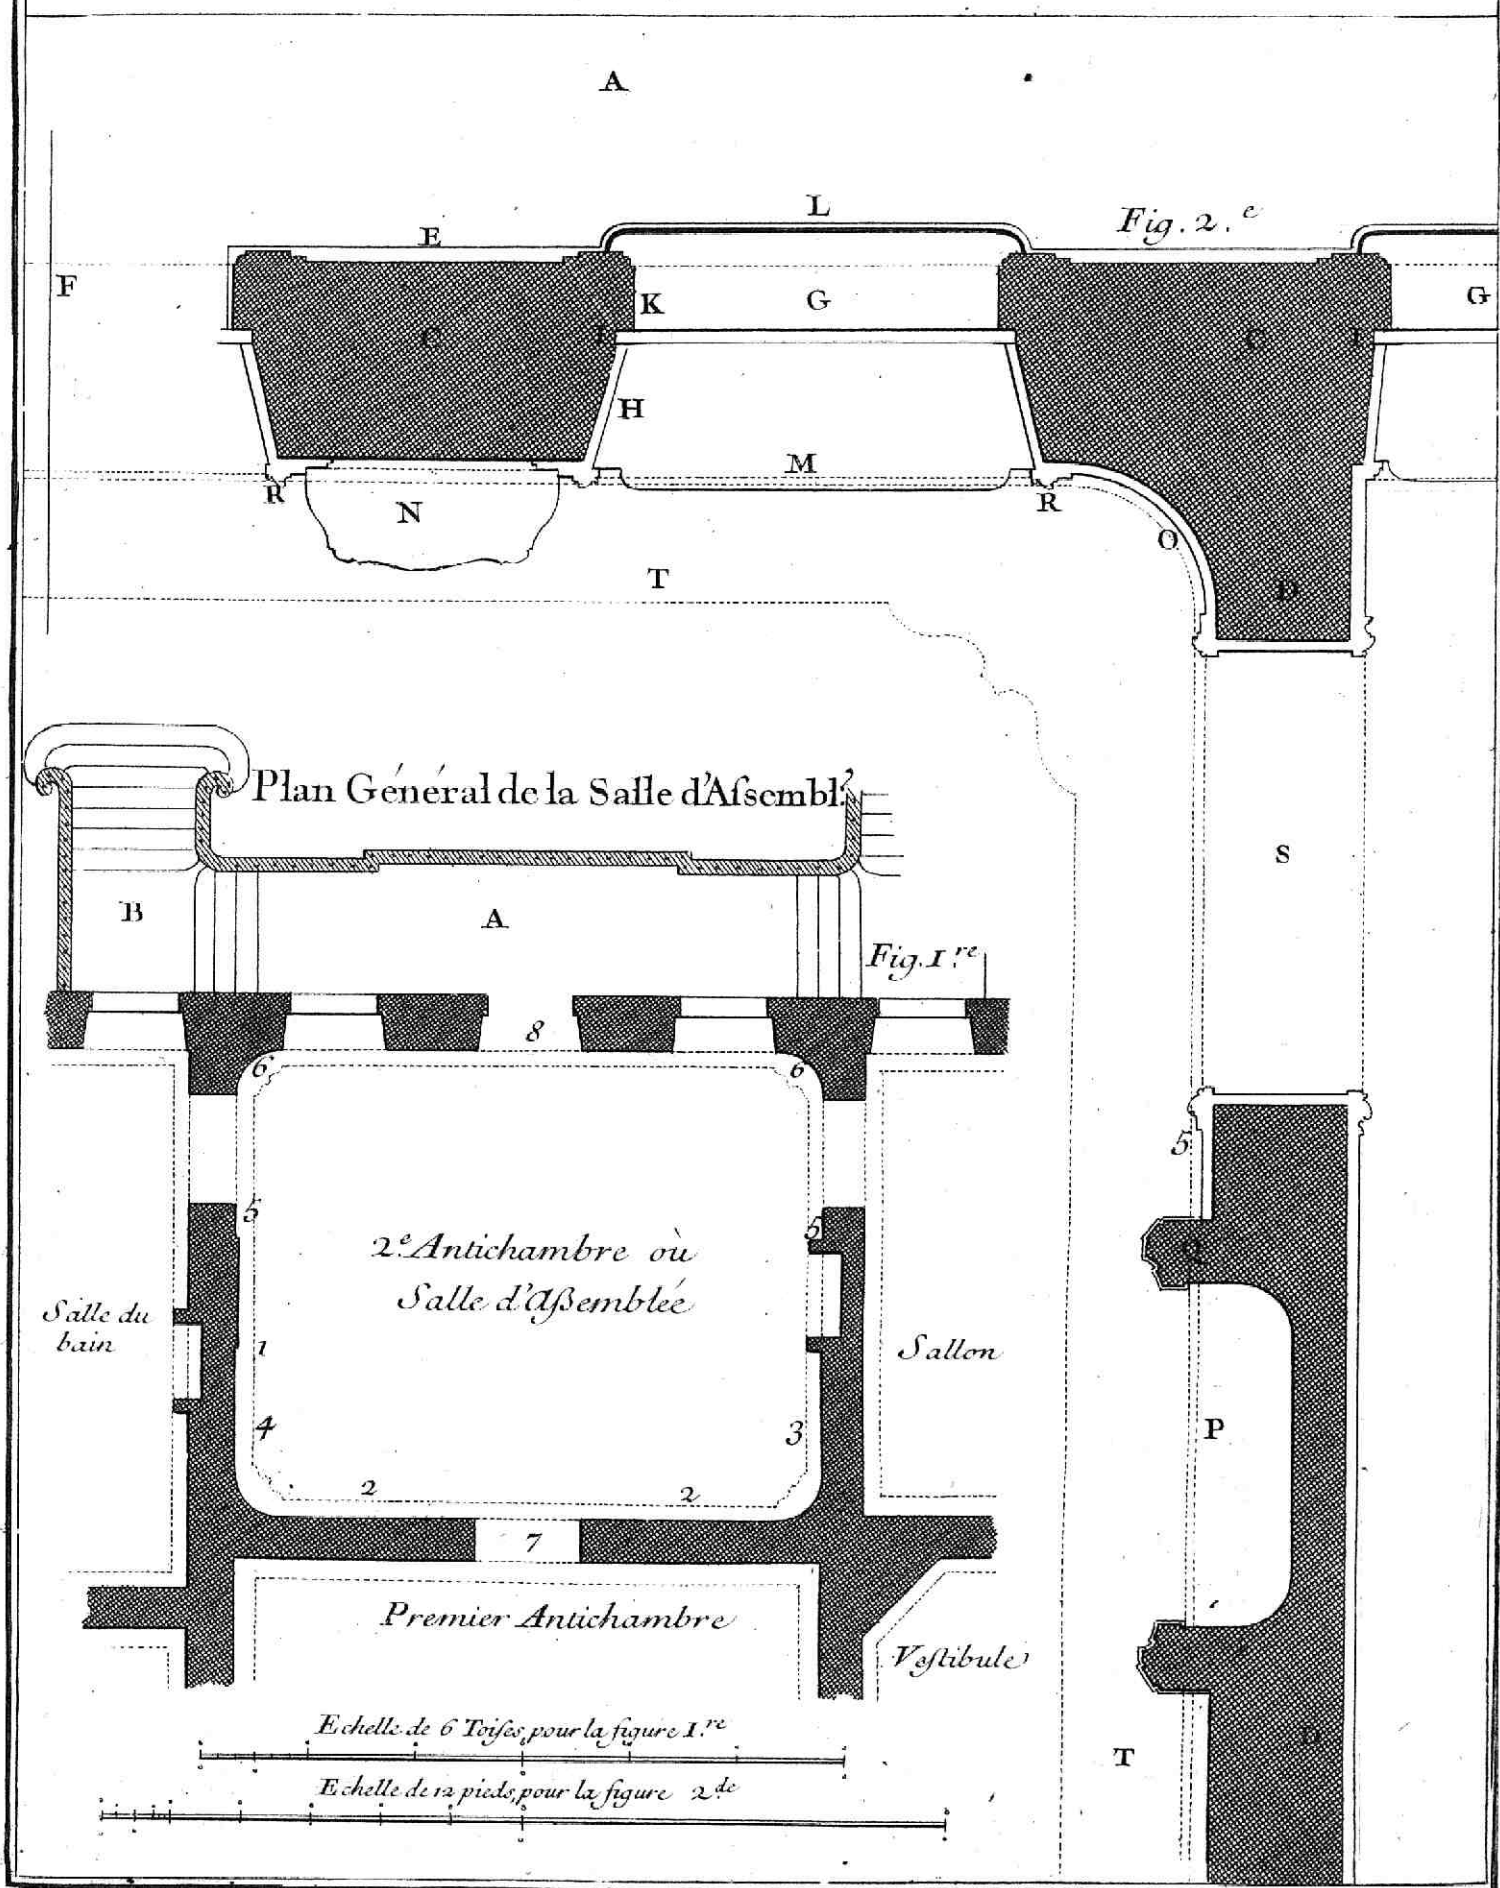 A
L
Fig. 2.e
E
F
K
G
G
C
I
C
I
H
M
R
N
R
O
T
D
Plan Général de la Salle d'Aſsembl.
S
B
A
Fig. 1.re
8
6
6
5
5
5
2.e Antichambre où
Salle d'Aßemblée
Q
Salle du
bain
1
Sallon
4
3
P
2
2
7
Premier Antichambre
Veſtibule
Echelle de 6 Toiſes, pour la figure 1.re
D
T
Echelle de 12 pieds, pour la figure 2.de